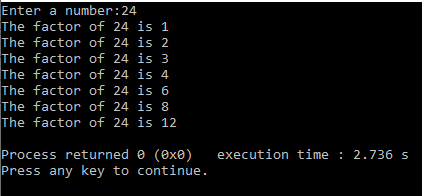 Enter a number:24
The factor of 24 is 1
The factor of 24 is 2
The factor of 24 is 3
The factor of 24 is 4
The factor of 24 is 6
The factor of 24 is 8
The factor of 24 is 12
Process returned 0 (0x0)   execution time : 2.736 s
Press any key to continue.